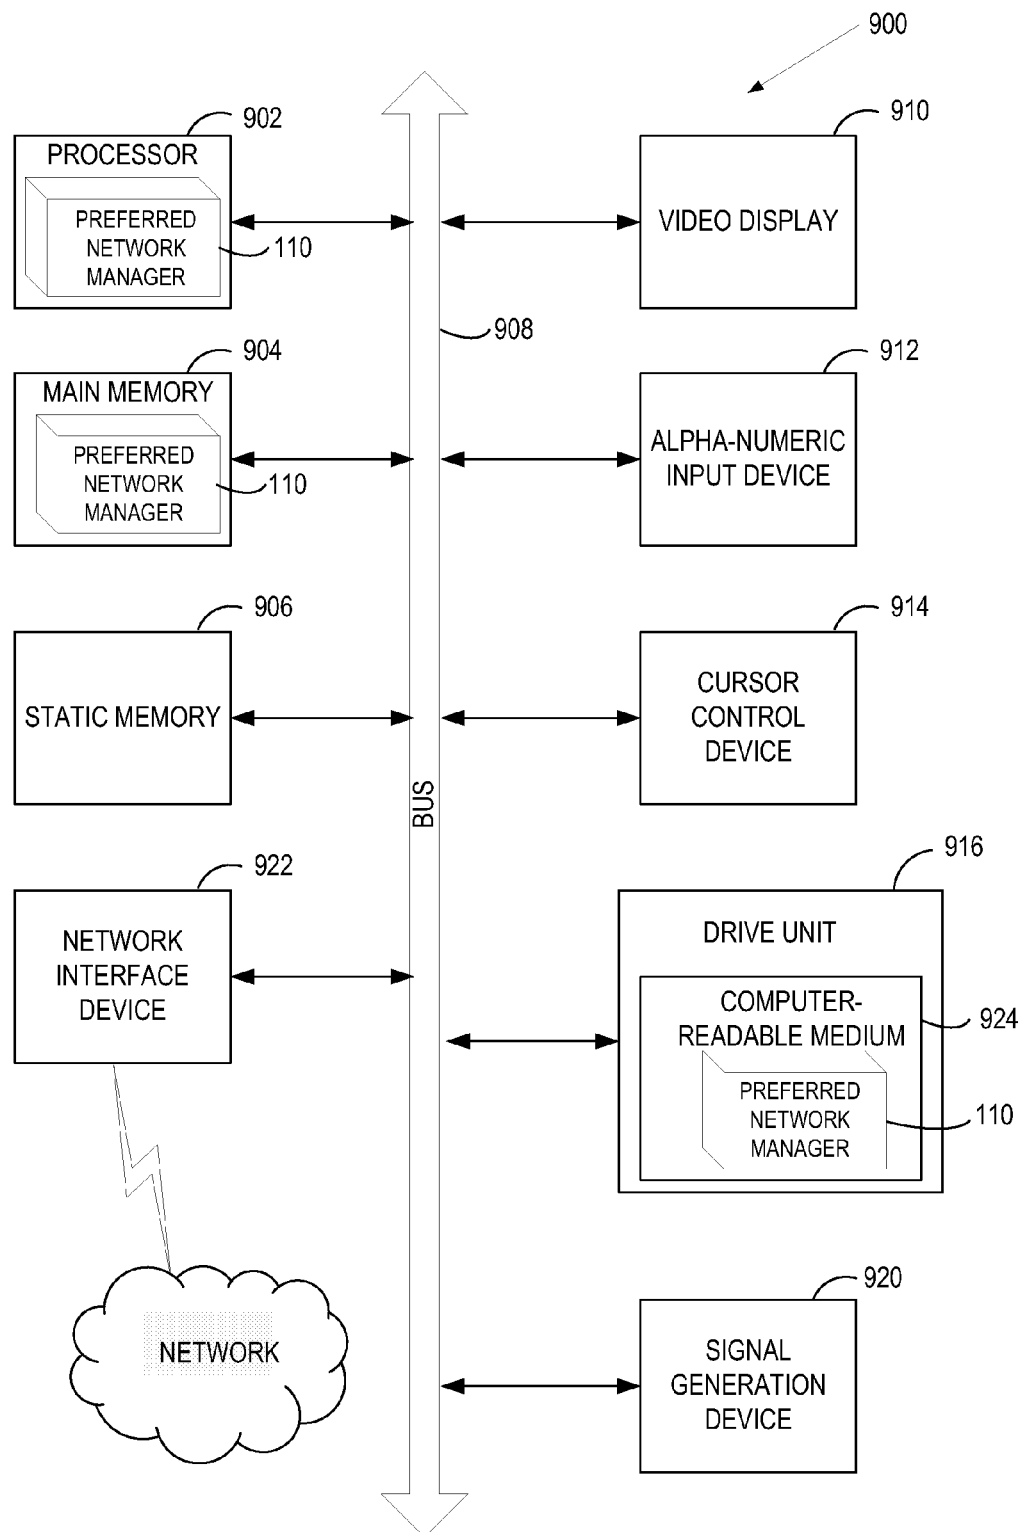 900
902
PROCESSOR
PREFERRED
NETWORK
MANAGER
110
910
VIDEO DISPLAY
908
904
MAIN MEMORY
PREFERRED
NETWORK
MANAGER
110
912
ALPHA-NUMERIC
INPUT DEVICE
906
STATIC MEMORY
914
CURSOR
CONTROL
DEVICE
BUS
922
NETWORK
INTERFACE
DEVICE
916
DRIVE UNIT
COMPUTER-
READABLE MEDIUM
924
PREFERRED
NETWORK
MANAGER
110
NETWORK
920
SIGNAL
GENERATION
DEVICE